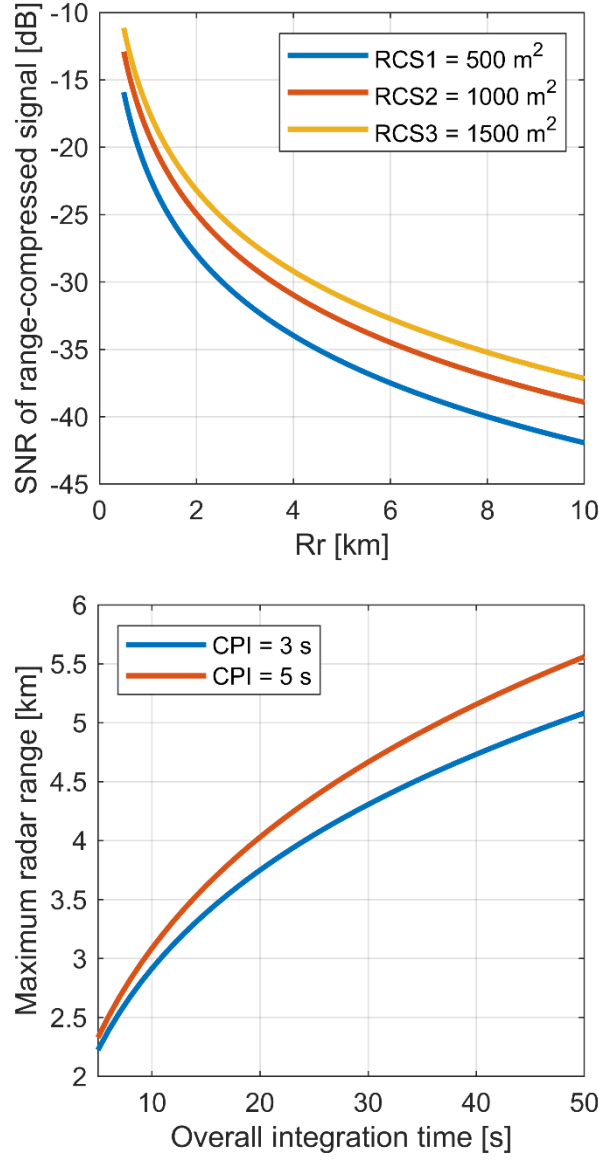 SNR of range-compressed signal [dB]
-10
-15
-20
-25
-30
-35
-40
-45
RCS1 = 500 m²
RCS2 = 1000 m²
RCS3 = 1500 m²
0 2 4 6 8 10
Rr [km]
Maximum radar range [km]
6
5.5
5
4.5
4
3.5
3
2.5
2
CPI = 3 s
CPI = 5 s
10 20 30 40 50
Overall integration time [s]